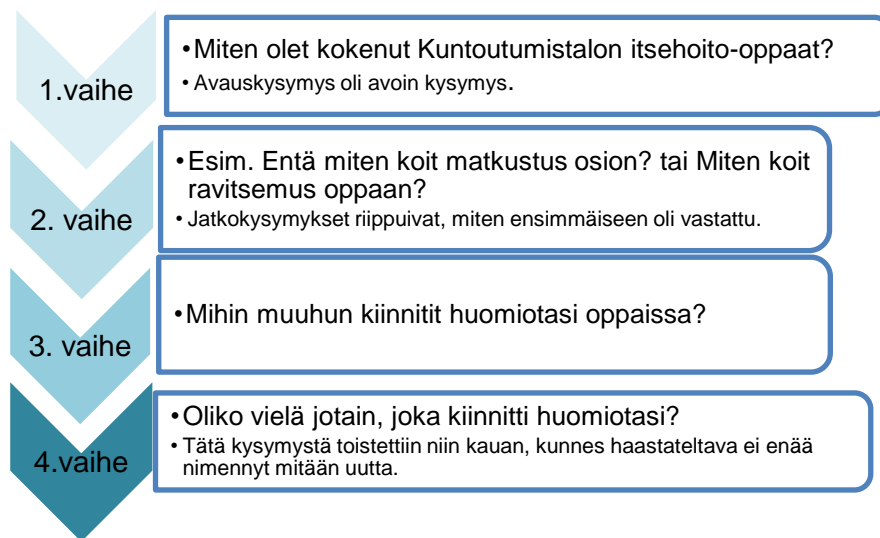 1.vaihe
•Miten olet kokenut Kuntoutumistalon itsehoito-oppaat?
• Avauskysymys oli avoin kysymys.
2. vaihe
•Esim. Entä miten koit matkustus osion? tai Miten koit
ravitsemus oppaan?
• Jatkokysymykset riippuivat, miten ensimmäiseen oli vastattu.
3. vaihe
•Mihin muuhun kiinnitit huomiotasi oppaissa?
4.vaihe
•Oliko vielä jotain, joka kiinnitti huomiotasi?
• Tätä kysymystä toistettiin niin kauan, kunnes haastateltava ei enää
nimennyt mitään uutta.